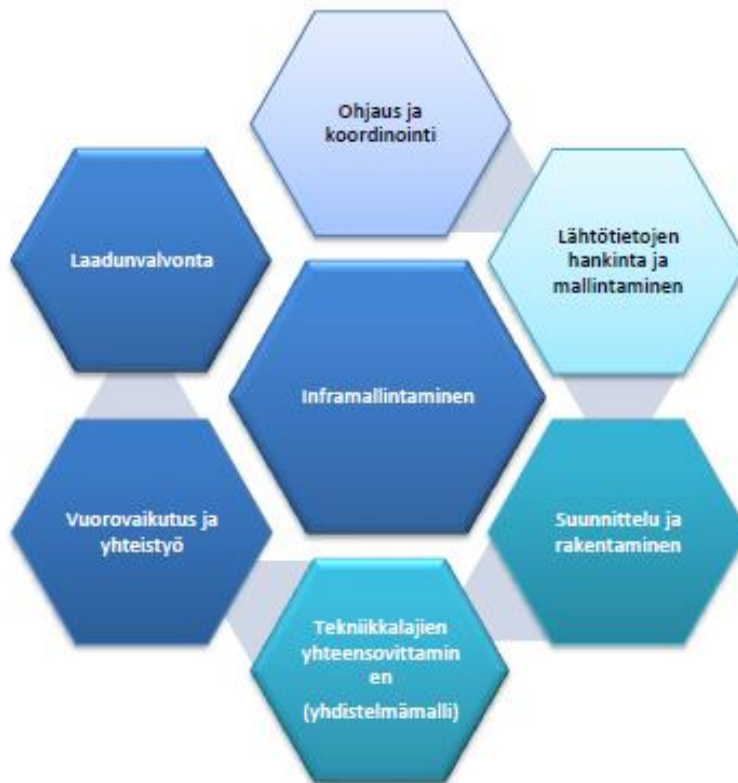 Ohjaus ja
koordinointi
Lähtötietojen
hankinta ja
mallintaminen
Laadunvalvonta
Inframallintaminen
Suunnittelu ja
rakentaminen
Vuorovaikutus ja
yhteistyö
Tekniikkalajien
yhteensovittamin
en
(yhdistelmämalli)